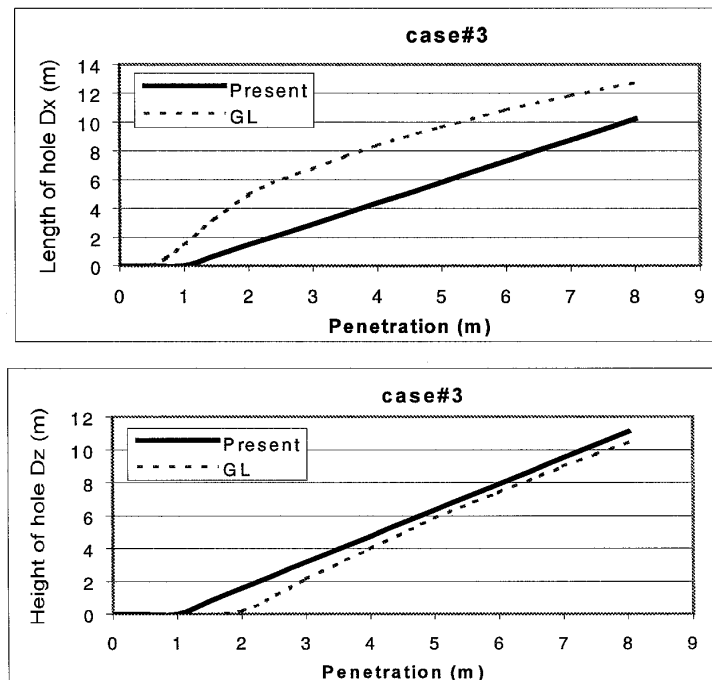 case#3
Length of hole Dx (m)
14
12
10
8
6
4
2
0
Present
GL
0 1 2 3 4 5 6 7 8 9
Penetration (m)
case#3
Height of hole Dz (m)
12
10
8
6
4
2
0
Present
GL
0 1 2 3 4 5 6 7 8 9
Penetration (m)